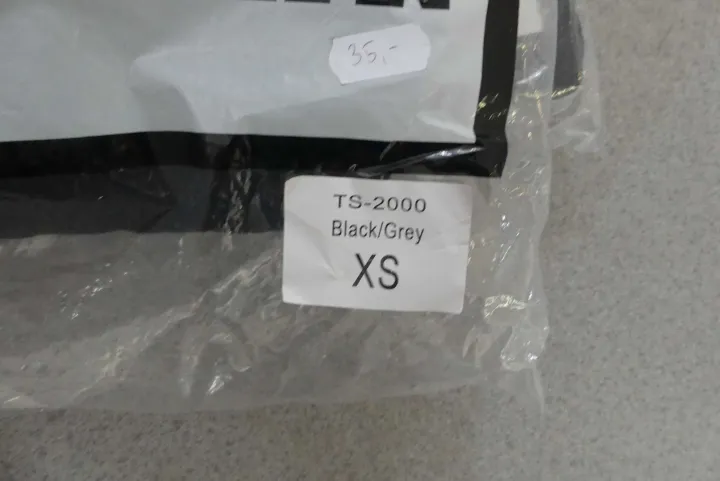 35,-
TS-2000
Black/Grey
XS